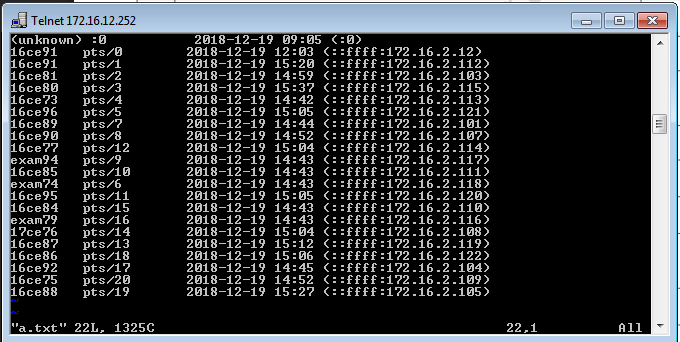 Telnet 172.16.12.252
(unknown) :0           2018-12-19 09:05 (:0)
16ce91   pts/0        2018-12-19 12:03 (::ffff:172.16.2.12)
16ce91   pts/1        2018-12-19 15:20 (::ffff:172.16.2.112)
16ce81   pts/2        2018-12-19 14:59 (::ffff:172.16.2.103)
16ce80   pts/3        2018-12-19 15:37 (::ffff:172.16.2.115)
16ce73   pts/4        2018-12-19 14:42 (::ffff:172.16.2.113)
16ce96   pts/5        2018-12-19 15:05 (::ffff:172.16.2.121)
16ce89   pts/7        2018-12-19 14:44 (::ffff:172.16.2.101)
16ce90   pts/8        2018-12-19 14:52 (::ffff:172.16.2.107)
16ce77   pts/12       2018-12-19 15:04 (::ffff:172.16.2.114)
exam94   pts/9        2018-12-19 14:43 (::ffff:172.16.2.117)
16ce85   pts/10       2018-12-19 14:43 (::ffff:172.16.2.111)
exam74   pts/6        2018-12-19 14:43 (::ffff:172.16.2.118)
16ce95   pts/11       2018-12-19 15:05 (::ffff:172.16.2.120)
16ce84   pts/15       2018-12-19 14:43 (::ffff:172.16.2.110)
exam79   pts/16       2018-12-19 14:43 (::ffff:172.16.2.116)
17ce76   pts/14       2018-12-19 15:04 (::ffff:172.16.2.108)
16ce87   pts/13       2018-12-19 15:12 (::ffff:172.16.2.119)
16ce86   pts/18       2018-12-19 15:06 (::ffff:172.16.2.122)
16ce92   pts/17       2018-12-19 14:45 (::ffff:172.16.2.104)
16ce75   pts/20       2018-12-19 14:52 (::ffff:172.16.2.109)
16ce88   pts/19       2018-12-19 15:27 (::ffff:172.16.2.105)
~
~
"a.txt" 22L, 1325C                                            22,1          All